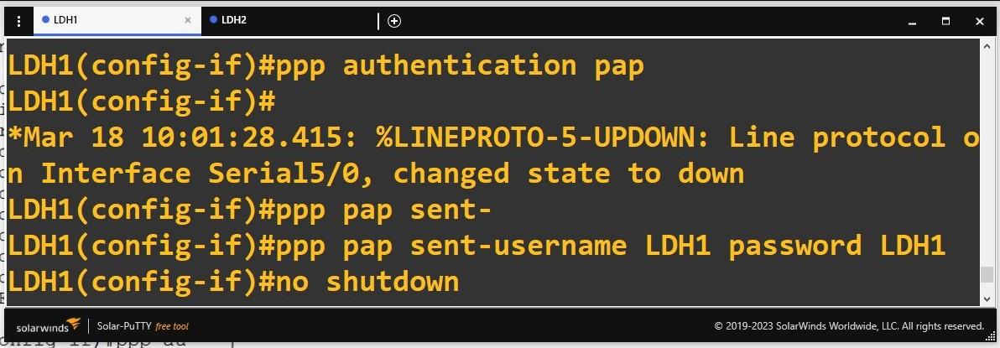 LDH1
LDH2
LDH1(config-if)#ppp authentication pap
LDH1(config-if)#
*Mar 18 10:01:28.415: %LINEPROTO-5-UPDOWN: Line protocol o
n Interface Serial5/0, changed state to down
LDH1(config-if)#ppp pap sent-
LDH1(config-if)#ppp pap sent-username LDH1 password LDH1
LDH1(config-if)#no shutdown
solarwinds Solar-PuTTY free tool © 2019-2023 SolarWinds Worldwide, LLC. All rights reserved.